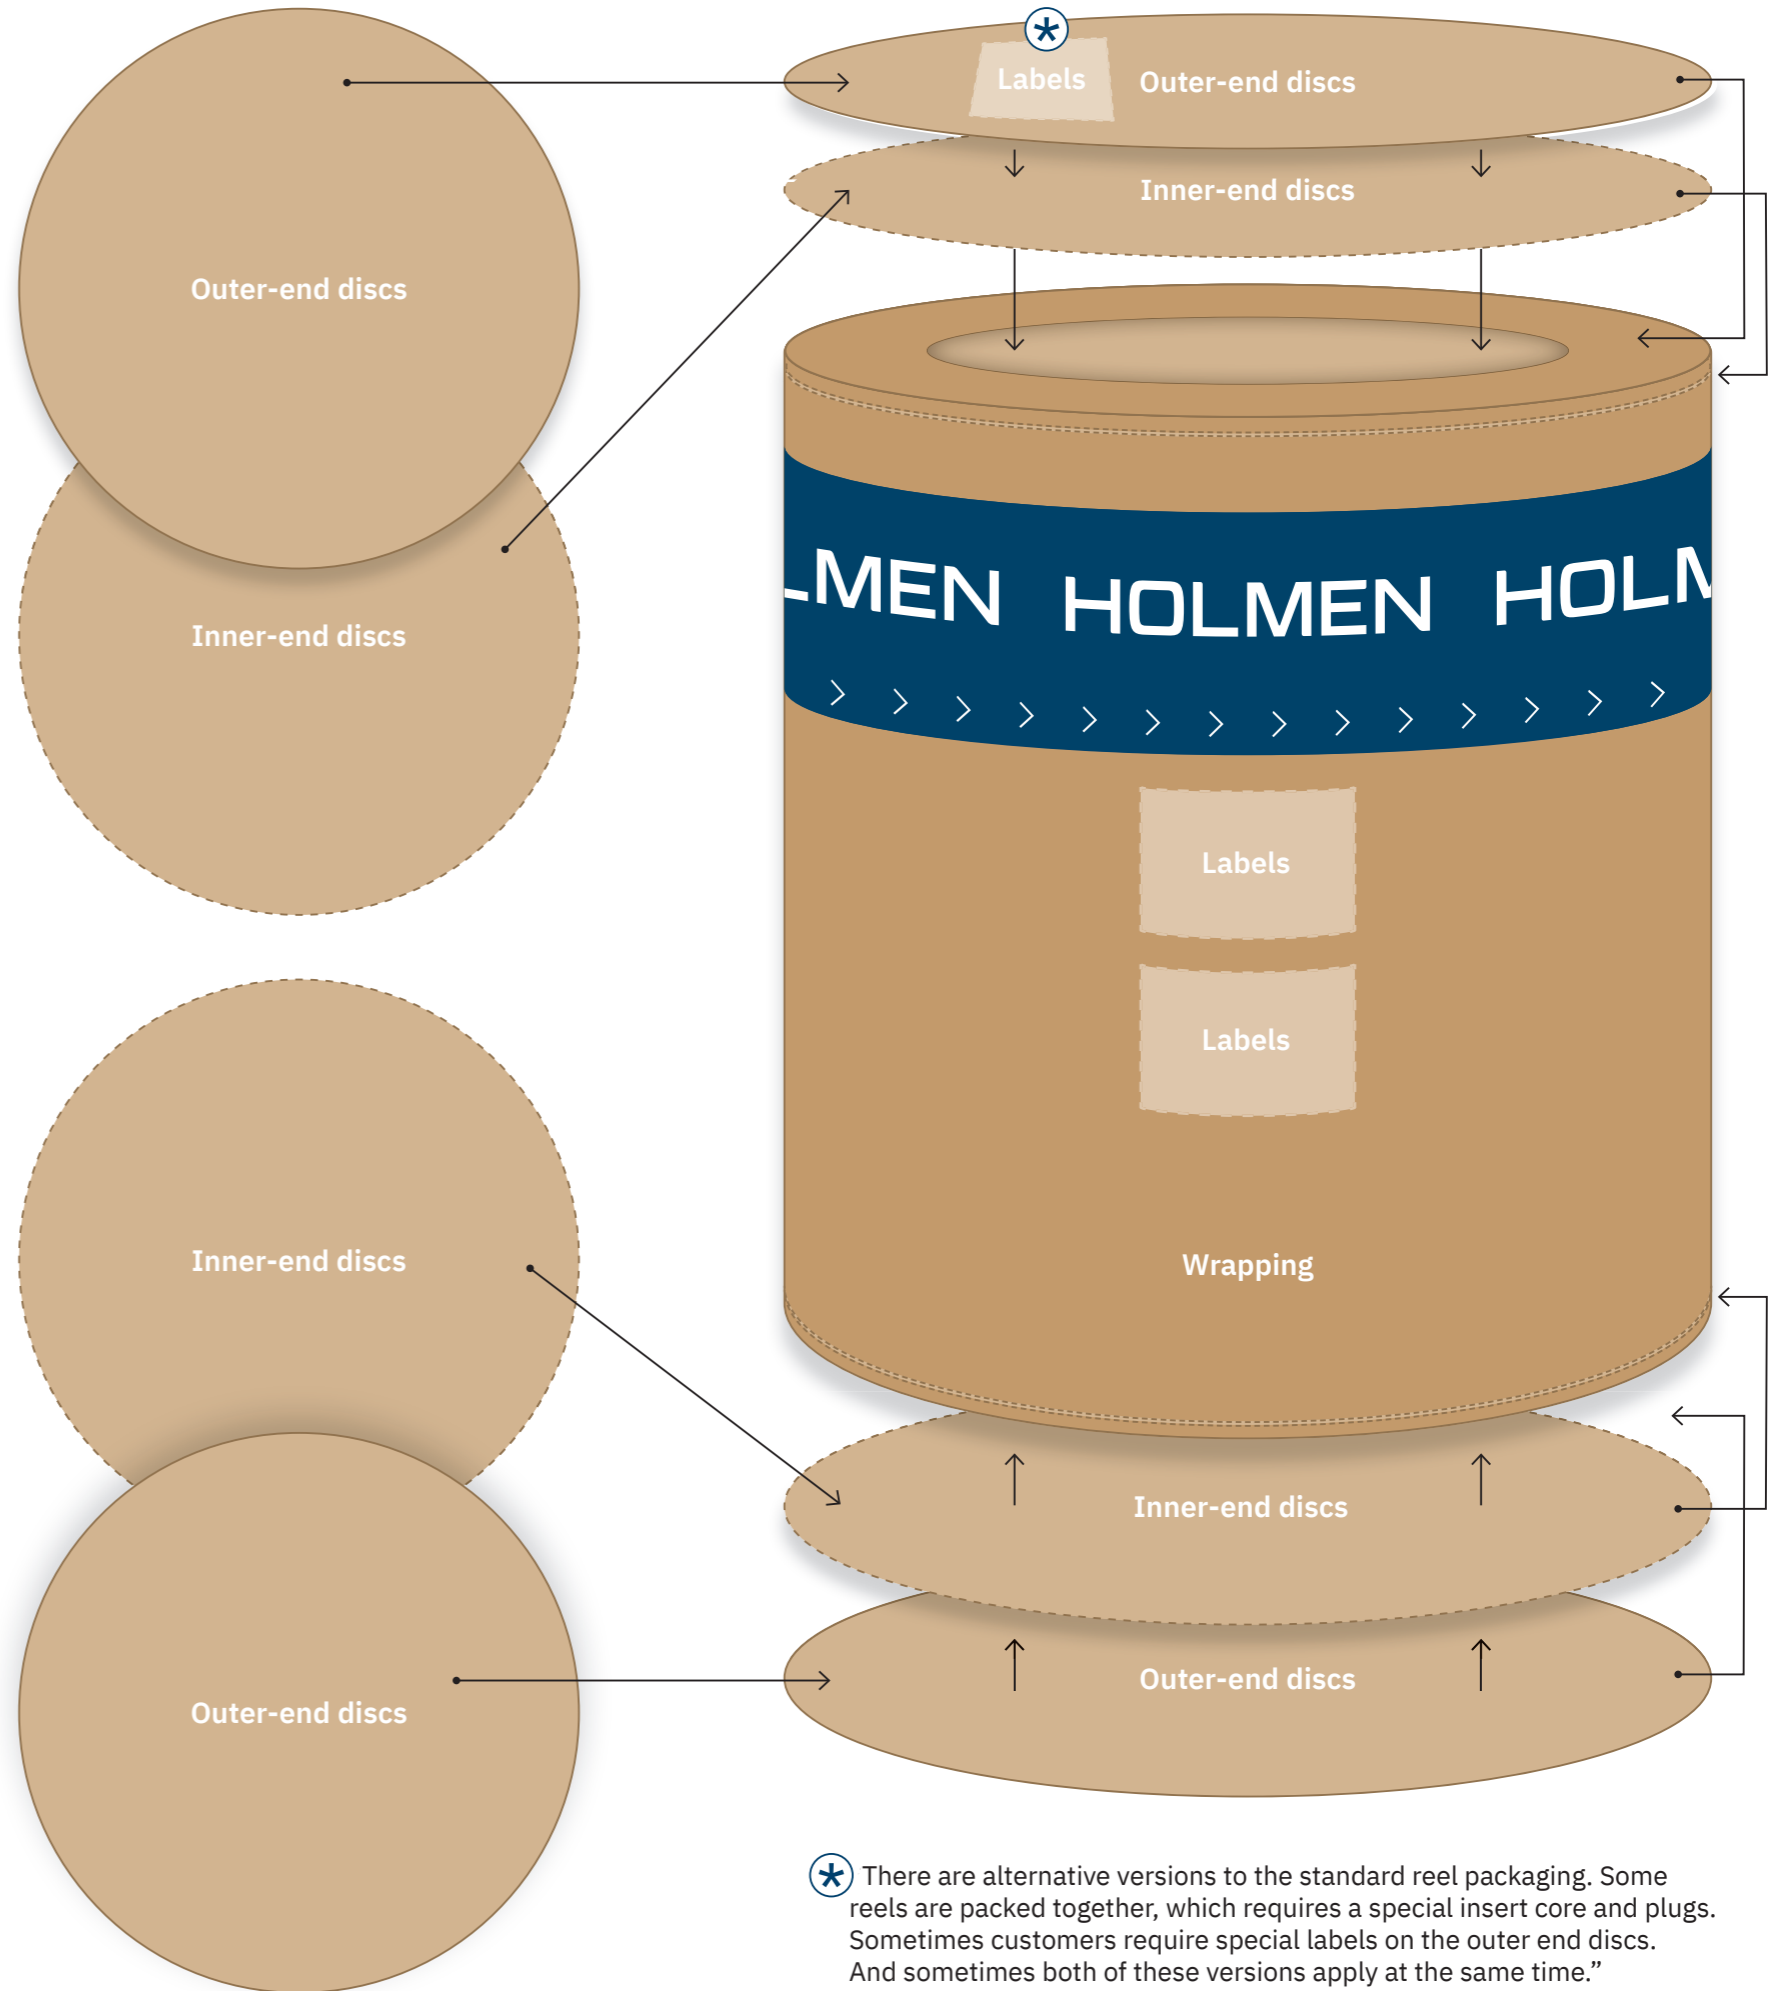 *
Labels
Outer-end discs
Inner-end discs
Outer-end discs
Inner-end discs
LMEN HOLMEN HOLM
Labels
Labels
Wrapping
Inner-end discs
Outer-end discs
Inner-end discs
Outer-end discs
* There are alternative versions to the standard reel packaging. Some
reels are packed together, which requires a special insert core and plugs.
Sometimes customers require special labels on the outer end discs.
And sometimes both of these versions apply at the same time.”